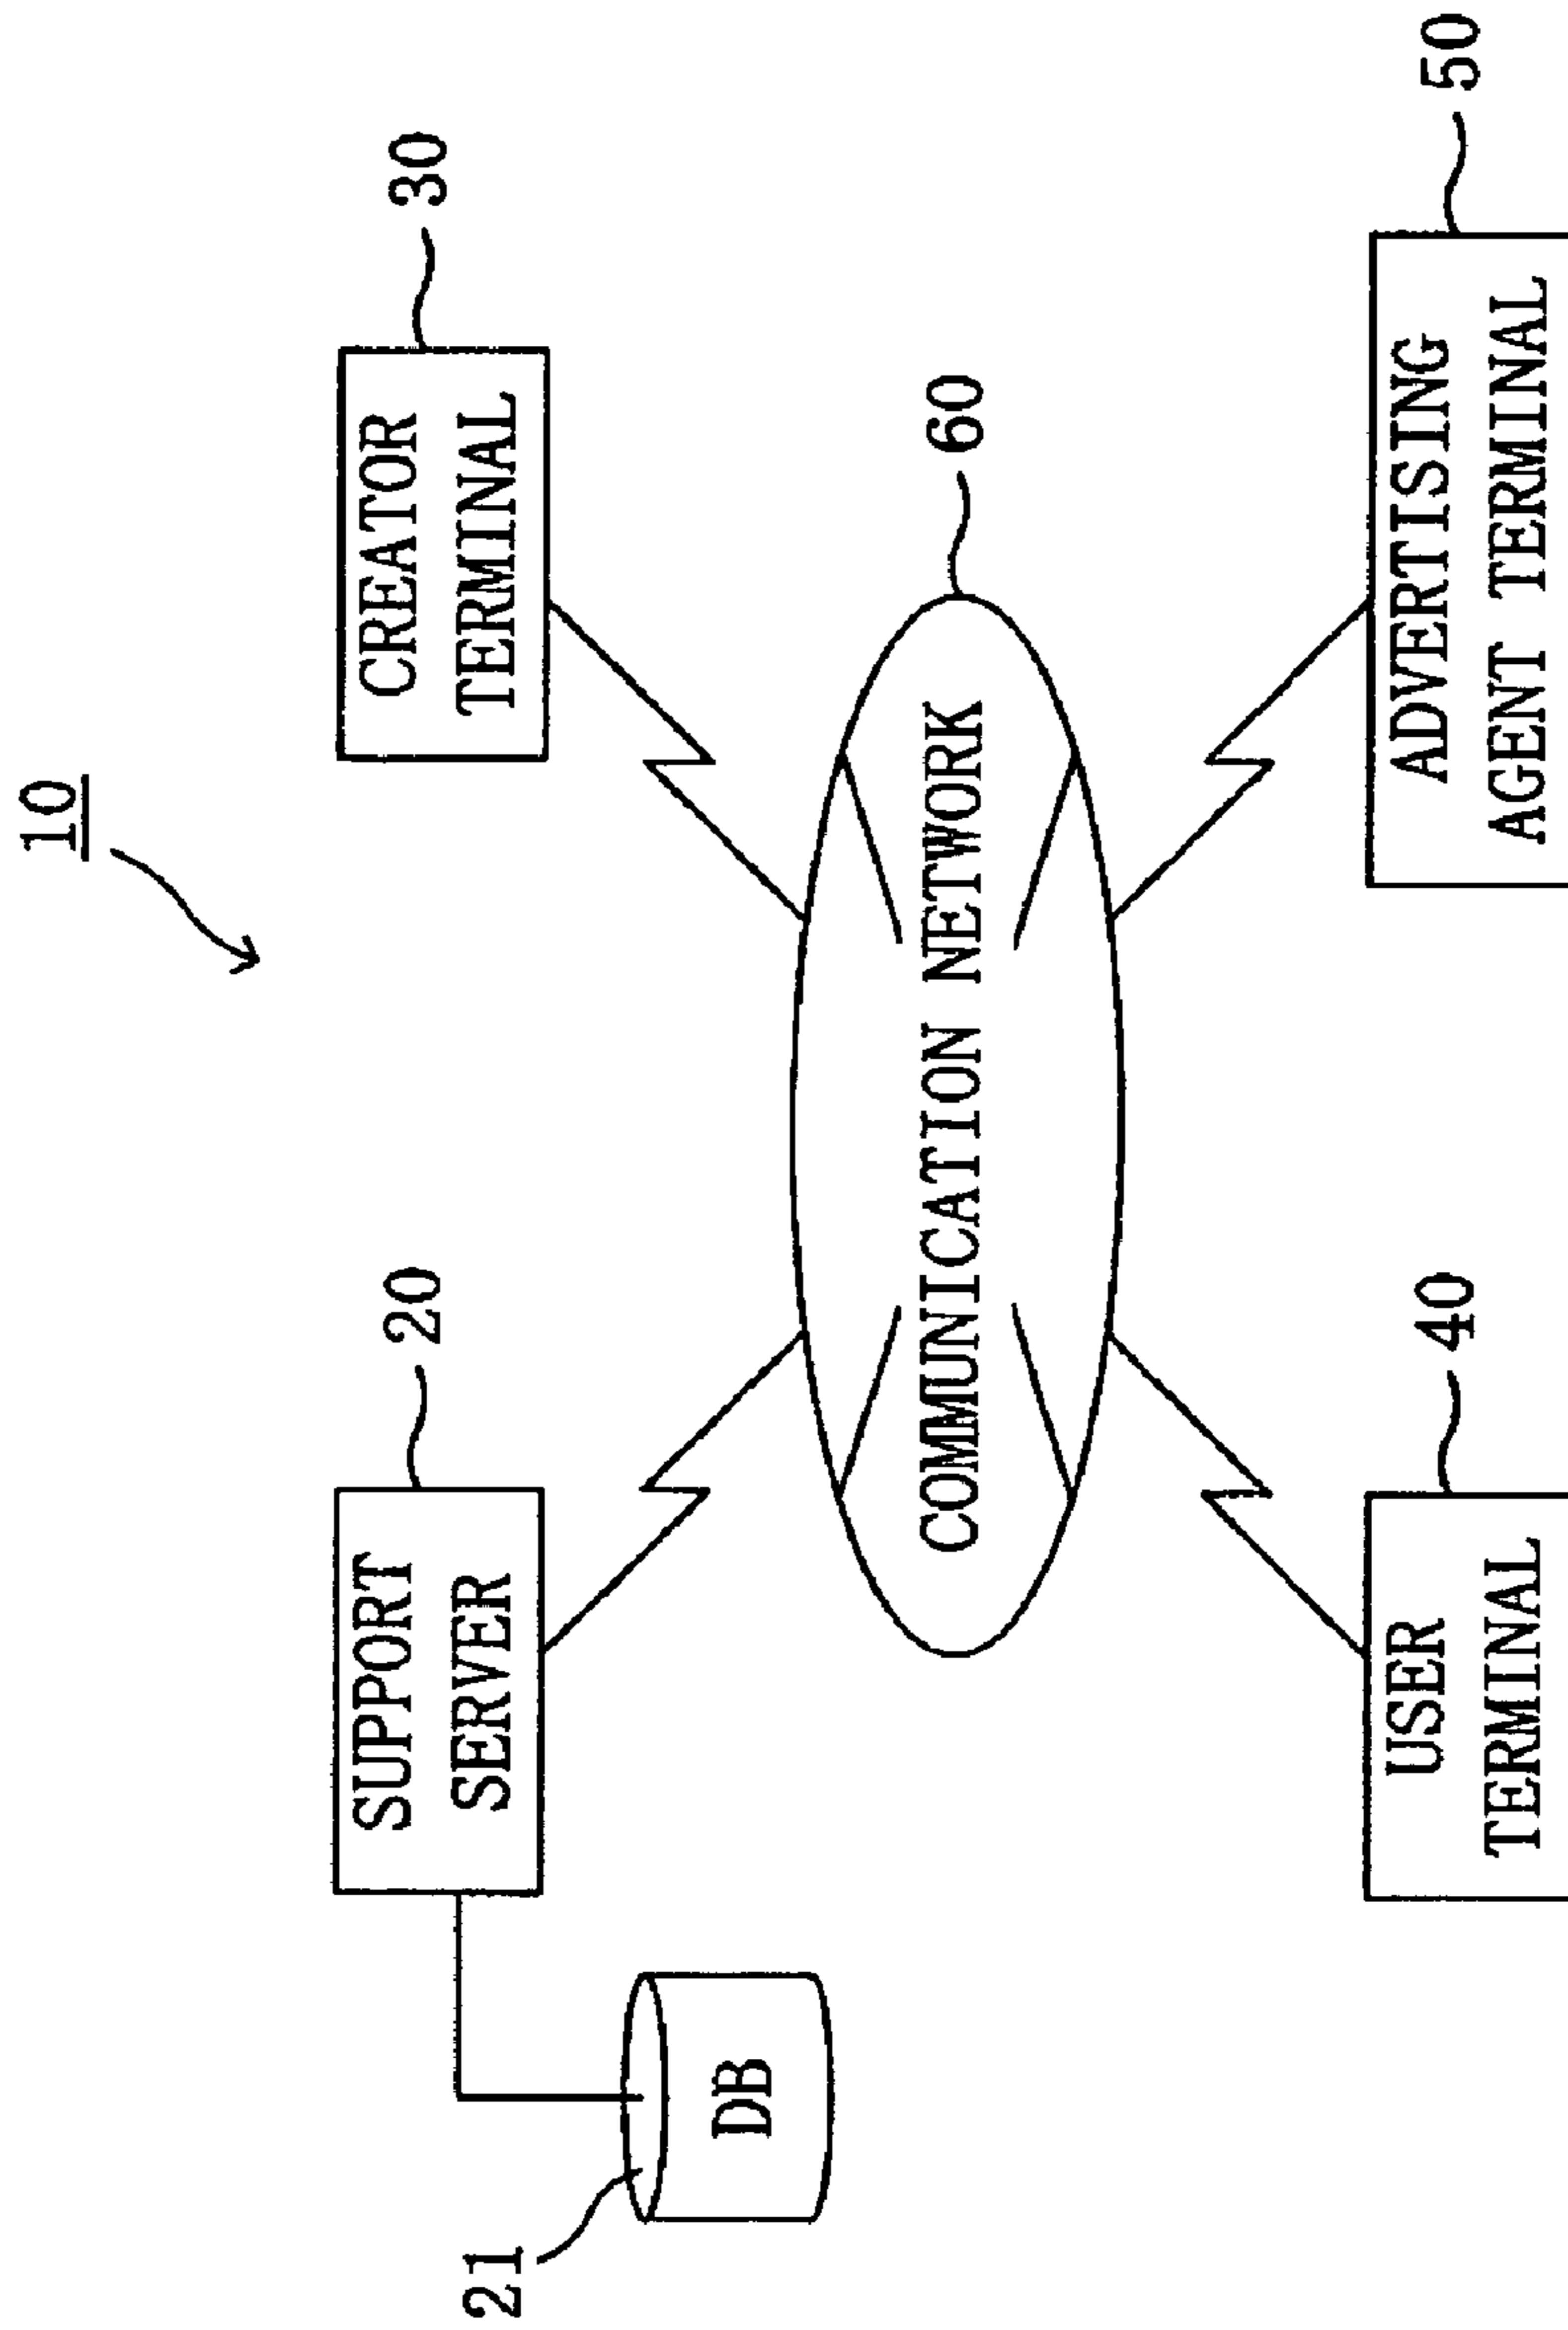 10
20
30
SUPPORT
SERVER
CREATOR
TERMINAL
21
DB
60
COMMUNICATION NETWORK
40
50
USER
TERMINAL
ADVERTISING
AGENT TERMINAL